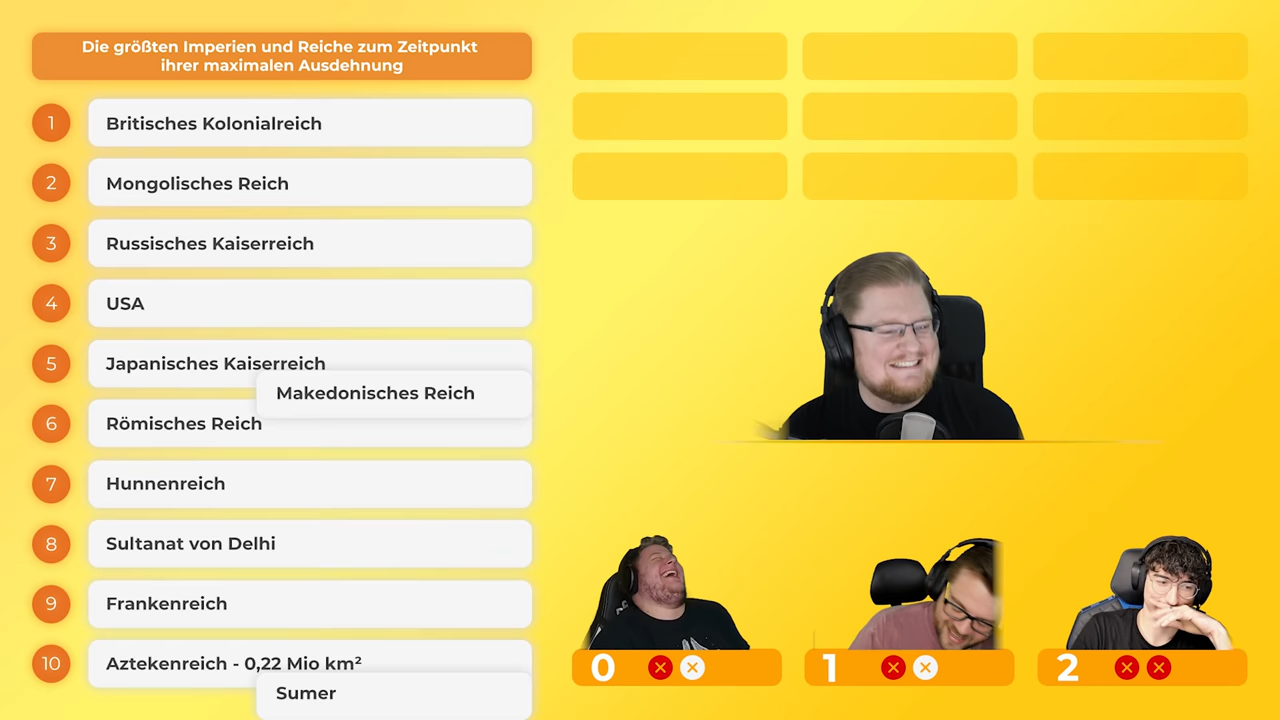 Die größten Imperien und Reiche zum Zeitpunkt
ihrer maximalen Ausdehnung
1 Britisches Kolonialreich
2 Mongolisches Reich
3 Russisches Kaiserreich
4 USA
5 Japanisches Kaiserreich
Makedonisches Reich
6 Römisches Reich
7 Hunnenreich
8 Sultanat von Delhi
9 Frankenreich
10 Aztekenreich - 0,22 Mio km²
Sumer
0
1
2